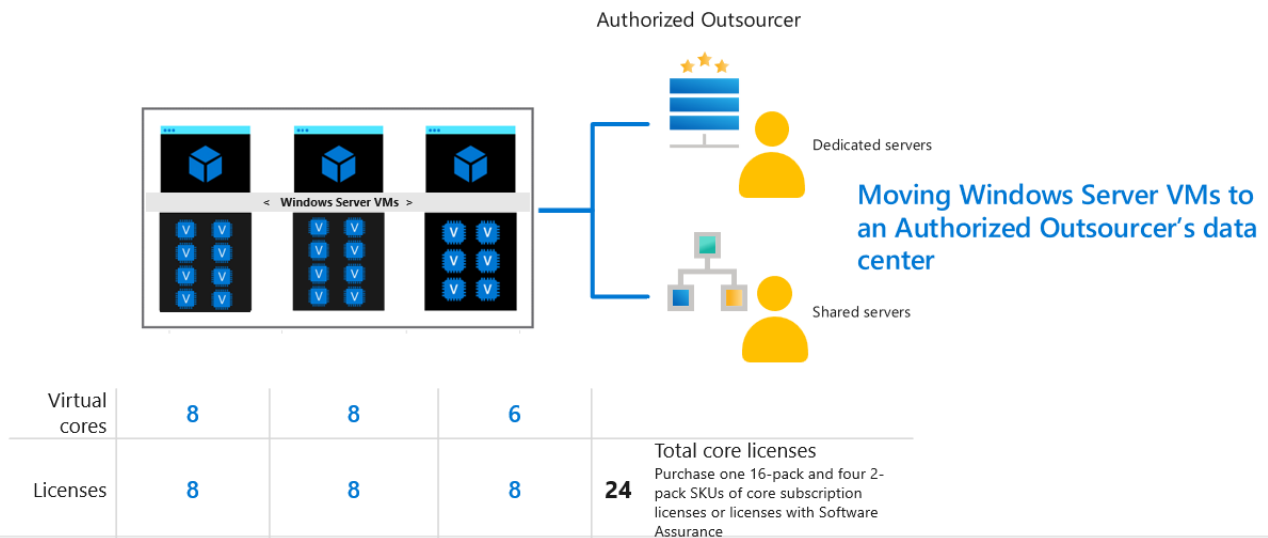 Authorized Outsourcer
< Windows Server VMs >
V V V V V V
V V V V V V
V V V V V V
V V V V
Dedicated servers
Moving Windows Server VMs to
an Authorized Outsourcer’s data
center
Shared servers
Virtual
cores
8 8 6
Licenses
8 8 8 24
Total core licenses
Purchase one 16-pack and four 2-
pack SKUs of core subscription
licenses or licenses with Software
Assurance